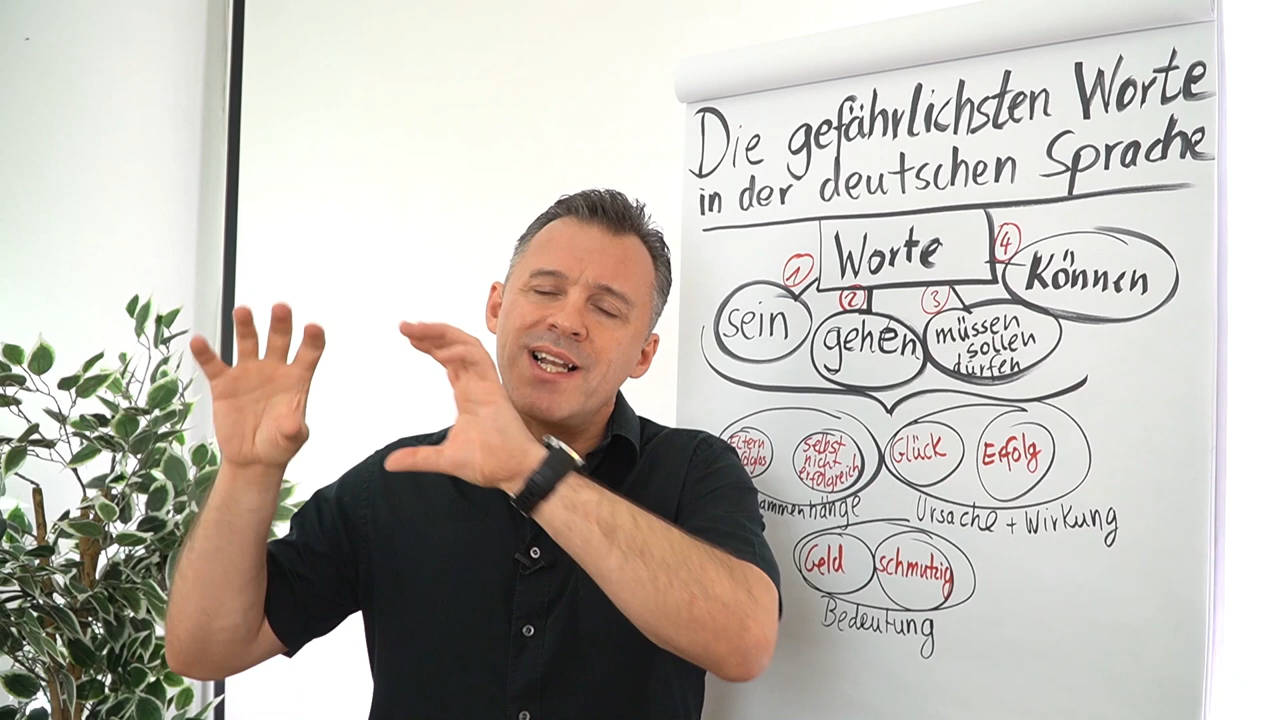 Die gefährlichsten Worte
in der deutschen Sprache
Worte
1
2
3
4
sein
gehen
müssen
sollen
dürfen
Können
Eltern
selbst
nicht
erfolgreich
Glück
Erfolg
Ursache + Wirkung
Geld
schmutzig
Bedeutung